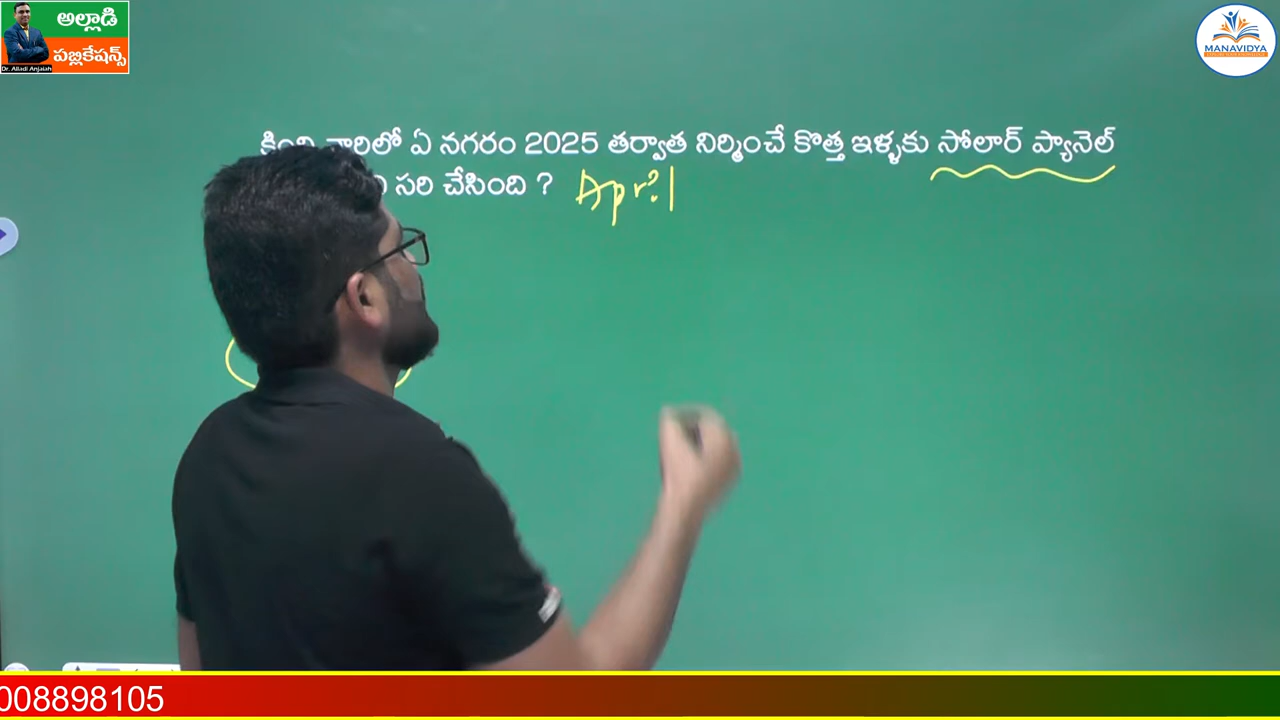 అల్లాడి
పబ్లికేషన్స్
Dr. Alladi Anjaiah
MANAVIDYA
ఏ నగరం 2025 తర్వాత నిర్మించే కొత్త ఇళ్ళకు సోలార్ ప్యానెల్
సరి చేసింది ? April
008898105